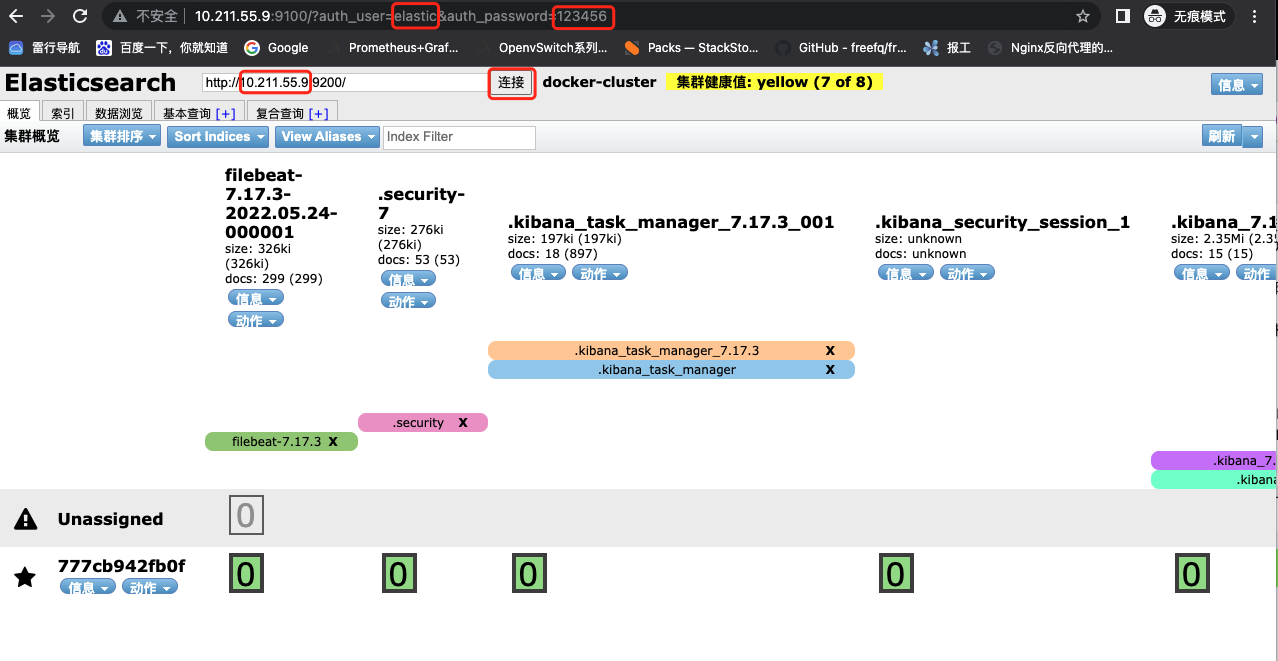 不安全 10.211.55.9:9100/?auth_user=elastic&auth_password=123456 无痕模式
雷行导航 百度一下，你就知道 Google Prometheus+Graf... OpenvSwitch系列... Packs — StackSto... GitHub - freefq/fr... 报工 Nginx反向代理的...
Elasticsearch http://10.211.55.9:9200/ 连接 docker-cluster 集群健康值: yellow (7 of 8) 信息
概览 索引 数据浏览 基本查询 [+] 复合查询 [+]
集群概览 集群排序 Sort Indices View Aliases Index Filter 刷新
filebeat-
7.17.3-
2022.05.24-
000001
size: 326ki
(326ki)
docs: 299 (299)
信息
动作
.security-
7
size: 276ki
(276ki)
docs: 53 (53)
信息
动作
.kibana_task_manager_7.17.3_001
size: 197ki (197ki)
docs: 18 (897)
信息 动作
.kibana_security_session_1
size: unknown
docs: unknown
信息 动作
.kibana_7.1
size: 2.35Mi (2.35
docs: 15 (15)
信息 动作
.kibana_task_manager_7.17.3 X
.kibana_task_manager X
.security X
filebeat-7.17.3 X
.kibana_7.
.kibana
Unassigned 0
777cb942fb0f 0 0 0 0 0
信息 动作